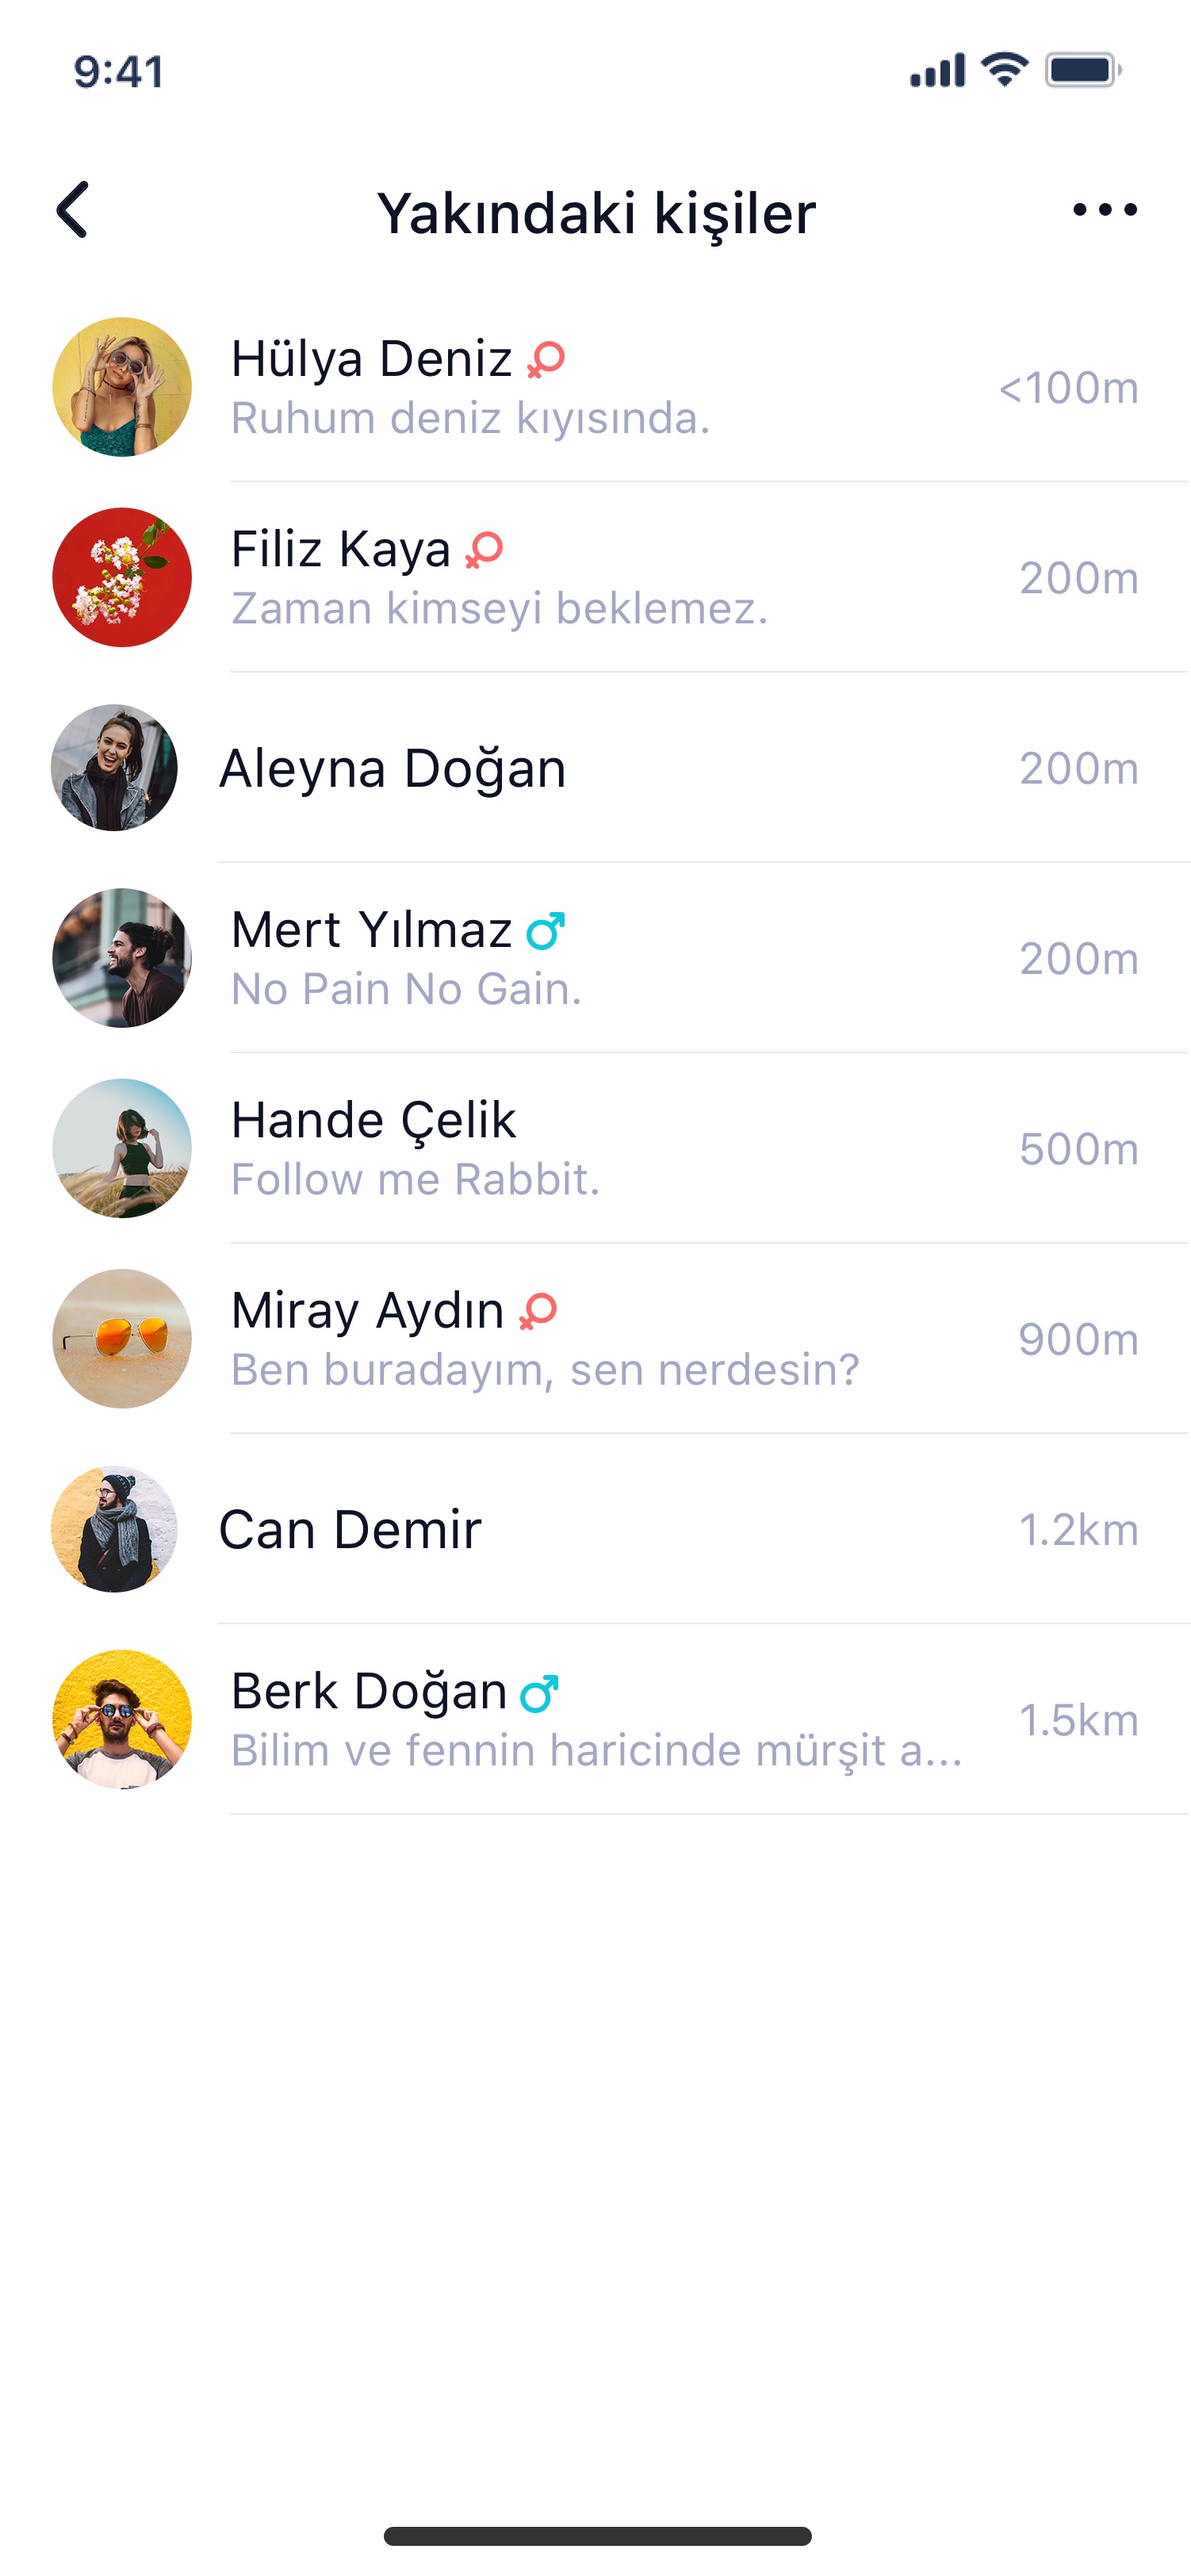 9:41
Yakındaki kişiler
Hülya Deniz
Ruhum deniz kıyısında.
<100m
Filiz Kaya
Zaman kimseyi beklemez.
200m
Aleyna Doğan
200m
Mert Yılmaz
No Pain No Gain.
200m
Hande Çelik
Follow me Rabbit.
500m
Miray Aydın
Ben buradayım, sen nerdesin?
900m
Can Demir
1.2km
Berk Doğan
Bilim ve fennin haricinde mürşit a...
1.5km